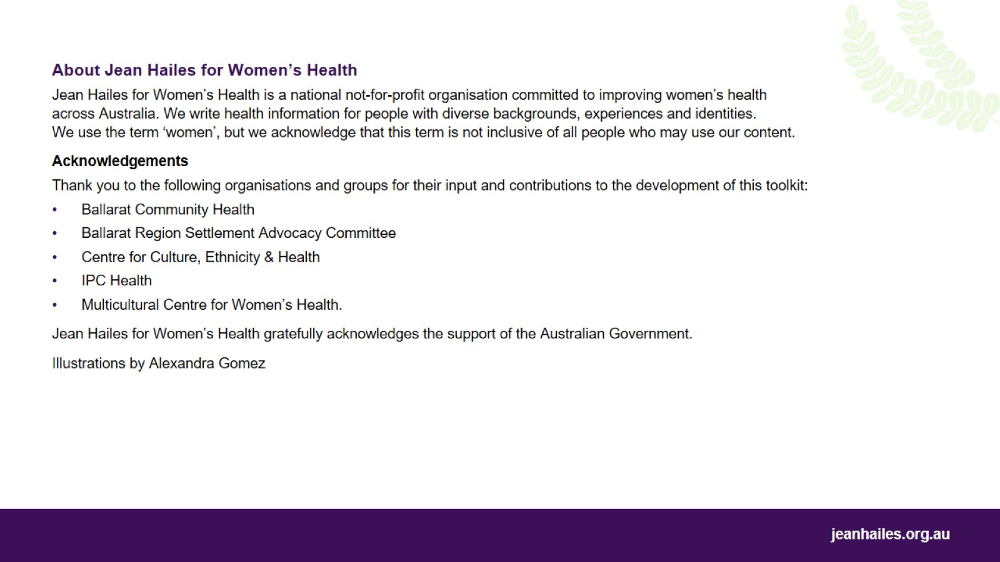 About Jean Hailes for Women’s Health
Jean Hailes for Women’s Health is a national not-for-profit organisation committed to improving women’s health
across Australia. We write health information for people with diverse backgrounds, experiences and identities.
We use the term ‘women’, but we acknowledge that this term is not inclusive of all people who may use our content.
Acknowledgements
Thank you to the following organisations and groups for their input and contributions to the development of this toolkit:
• Ballarat Community Health
• Ballarat Region Settlement Advocacy Committee
• Centre for Culture, Ethnicity & Health
• IPC Health
• Multicultural Centre for Women’s Health.
Jean Hailes for Women’s Health gratefully acknowledges the support of the Australian Government.
Illustrations by Alexandra Gomez
jeanhailes.org.au